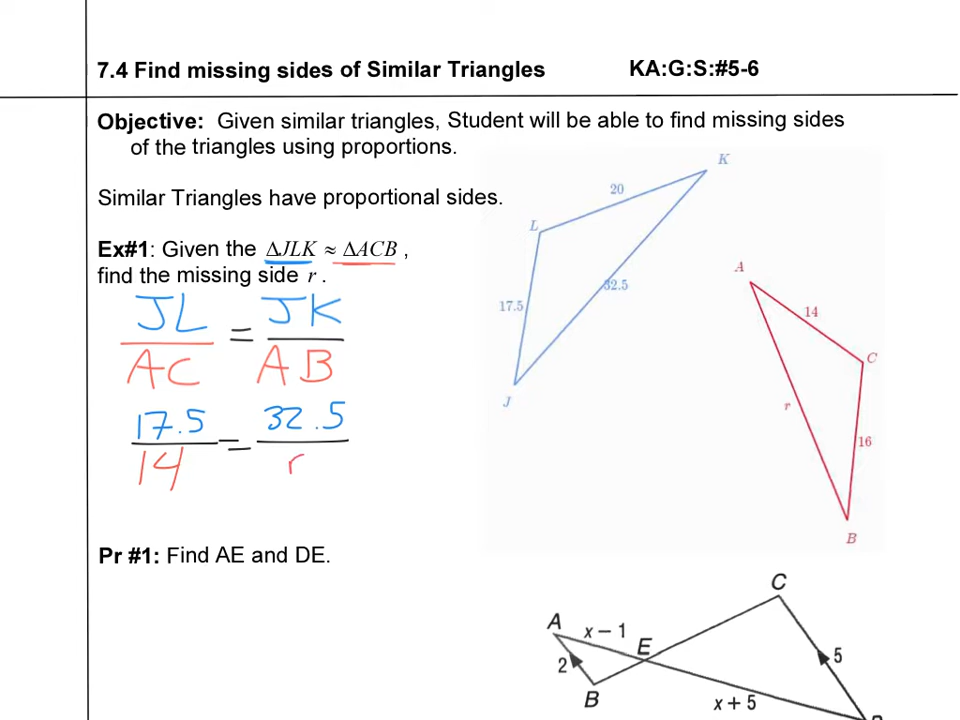 7.4 Find missing sides of Similar Triangles KA:G:S:#5-6
Objective: Given similar triangles, Student will be able to find missing sides
of the triangles using proportions.
Similar Triangles have proportional sides.
Ex#1: Given the ΔJLK ≈ ΔACB ,
find the missing side r .
JL/AC = JK/AB
17.5/14 = 32.5/r
K
20
L
17.5
32.5
J
A
14
C
r
16
B
Pr #1: Find AE and DE.
C
A
x – 1
E
2
5
B
x + 5